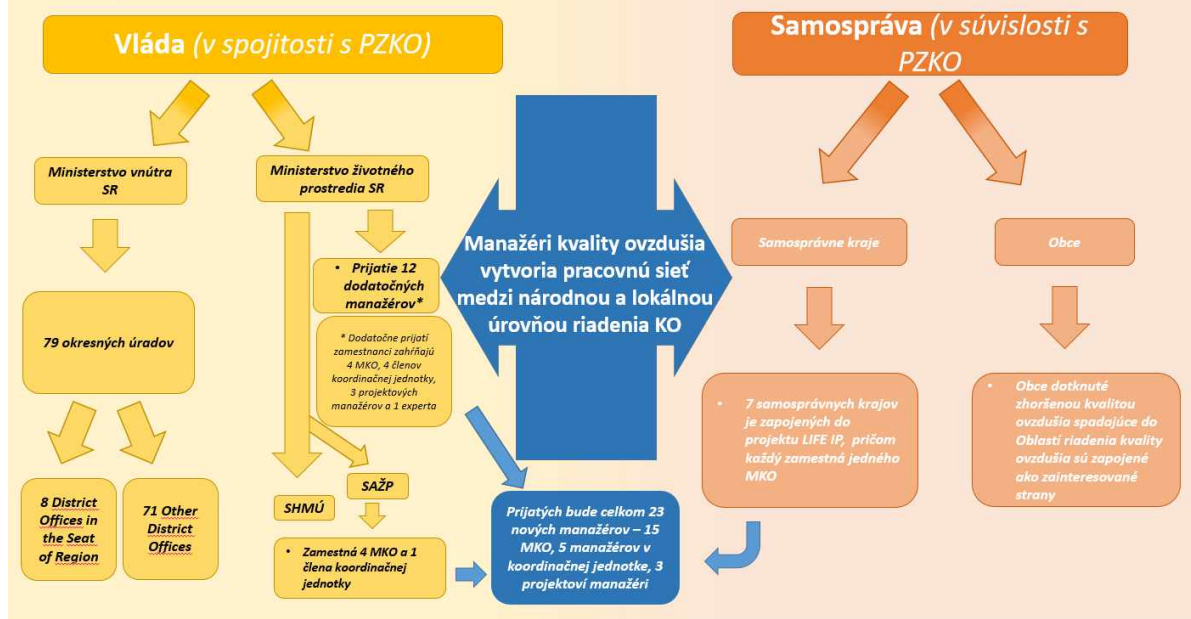 Vláda (v spojitosti s PZKO)
Samospráva (v súvislosti s
PZKO
Ministerstvo vnútra
SR
Ministerstvo životného
prostredia SR
Samosprávne kraje
Obce
Manažéri kvality ovzdušia
vytvoria pracovnú sieť
medzi národnou a lokálnou
úrovňou riadenia KO
• Prijatie 12
dodatočných
manažérov*
79 okresných úradov
* Dodatočne prijatí
zamestnanci zahŕňajú
4 MKO, 4 členov
koordinačnej jednotky,
3 projektových
manažérov a 1 experta
• 7 samosprávnych krajov
je zapojených do
projektu LIFE IP, pričom
každý zamestná jedného
MKO
• Obce dotknuté
zhoršenou kvalitou
ovzdušia spadajúce do
Oblastí riadenia kvality
ovzdušia sú zapojené
ako zainteresované
strany
8 District
Offices in
the Seat
of Region
71 Other
District
Offices
SHMÚ
SAŽP
• Zamestná 4 MKO a 1
člena koordinačnej
jednotky
Prijatých bude celkom 23
nových manažérov – 15
MKO, 5 manažérov v
koordinačnej jednotke, 3
projektoví manažéri